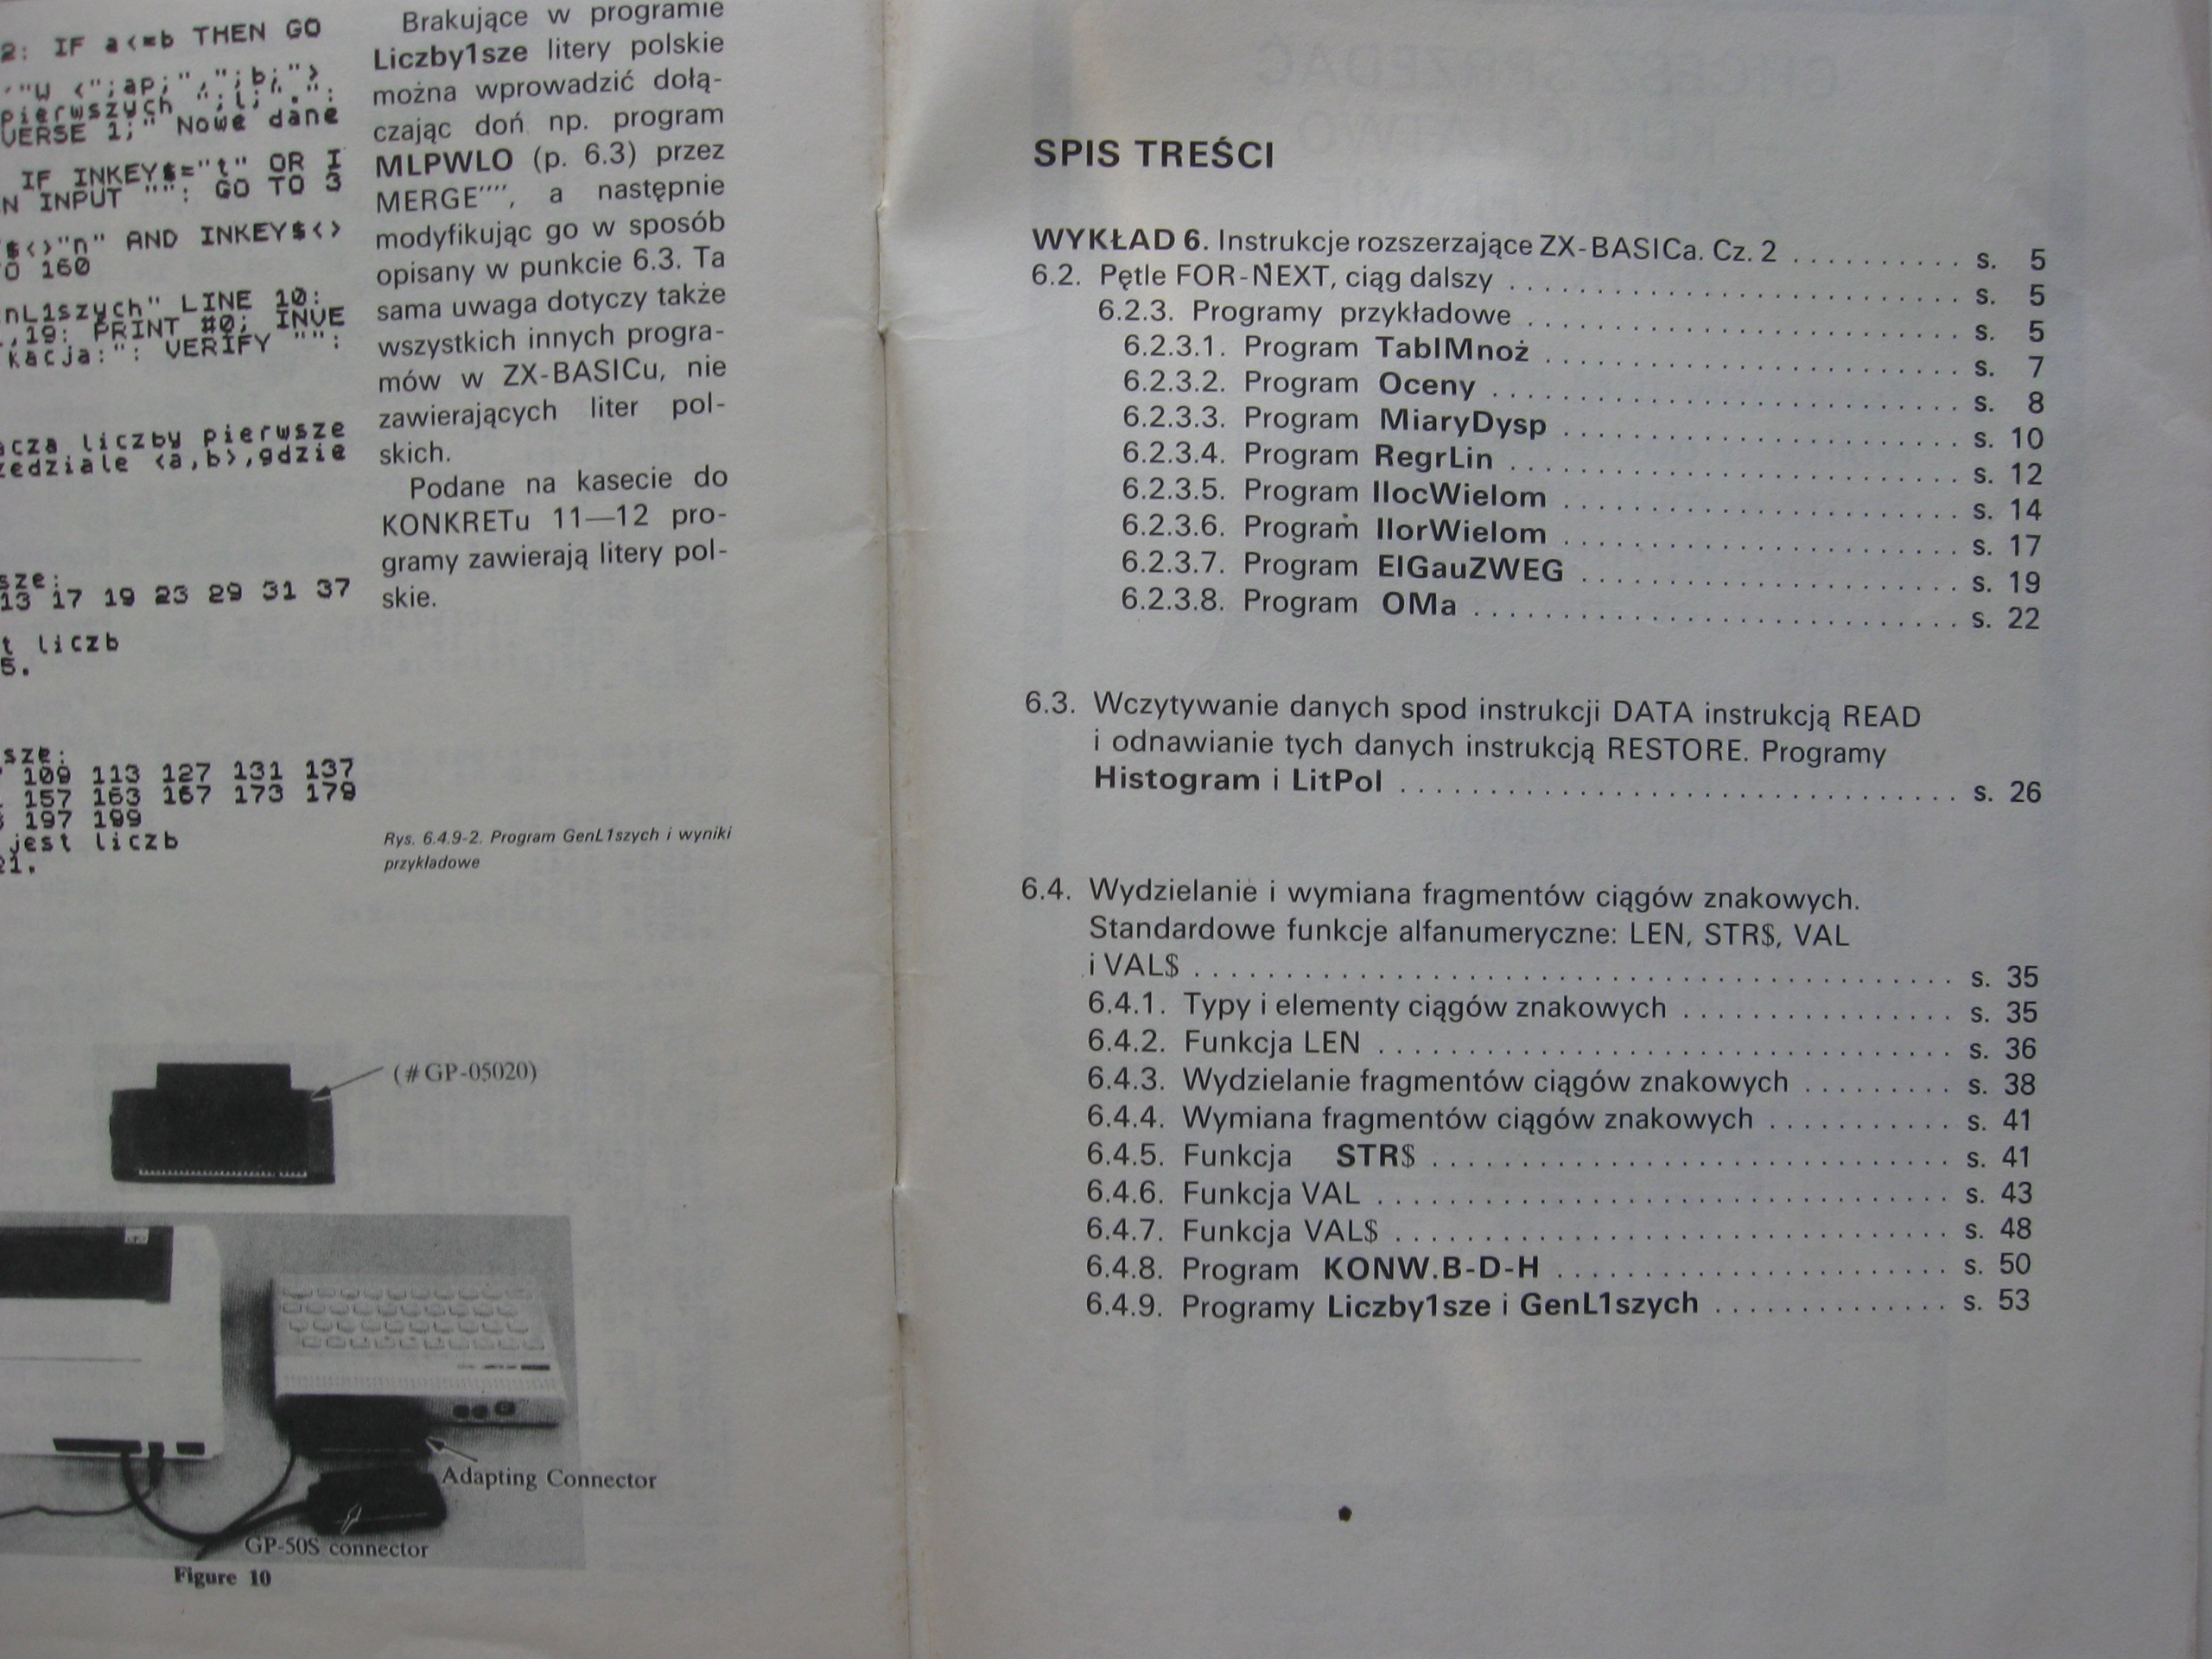 2: IF a<=b THEN GO
'"W <";ap;",";b;">
pierwszych ";l;".":
VERSE 1;" Nowe dane
IF INKEY$="t" OR I
N INPUT "": GO TO 3
$<>"n" AND INKEY$<>
O 160
nL1szych" LINE 10:
,19: PRINT #0; INVE
kacja:": VERIFY "":
acza liczby pierwsze
zedziale <a,b>,gdzie
sze:
13 17 19 23 29 31 37
t liczb
5.
sze:
109 113 127 131 137
157 163 167 173 179
197 199
jest liczb
21.
Brakujące w programie
Liczby1sze litery polskie
można wprowadzić dołą-
czając doń np. program
MLPWLO (p. 6.3) przez
MERGE"", a następnie
modyfikując go w sposób
opisany w punkcie 6.3. Ta
sama uwaga dotyczy także
wszystkich innych progra-
mów w ZX-BASICu, nie
zawierających liter pol-
skich.
Podane na kasecie do
KONKRETu 11—12 pro-
gramy zawierają litery pol-
skie.
Rys. 6.4.9-2. Program GenL1szych i wyniki
przykładowe
(#GP-05020)
Adapting Connector
GP-50S connector
Figure 10
SPIS TREŚCI
WYKŁAD 6. Instrukcje rozszerzające ZX-BASICa. Cz. 2 .......... s. 5
6.2. Pętle FOR-NEXT, ciąg dalszy .......... s. 5
6.2.3. Programy przykładowe .......... s. 5
6.2.3.1. Program TablMnoż .......... s. 7
6.2.3.2. Program Oceny .......... s. 8
6.2.3.3. Program MiaryDysp .......... s. 10
6.2.3.4. Program RegrLin .......... s. 12
6.2.3.5. Program IlocWielom .......... s. 14
6.2.3.6. Program IlorWielom .......... s. 17
6.2.3.7. Program ElGauZWEG .......... s. 19
6.2.3.8. Program OMa .......... s. 22
6.3. Wczytywanie danych spod instrukcji DATA instrukcją READ
i odnawianie tych danych instrukcją RESTORE. Programy
Histogram i LitPol .......... s. 26
6.4. Wydzielanie i wymiana fragmentów ciągów znakowych.
Standardowe funkcje alfanumeryczne: LEN, STR$, VAL
i VAL$ .......... s. 35
6.4.1. Typy i elementy ciągów znakowych .......... s. 35
6.4.2. Funkcja LEN .......... s. 36
6.4.3. Wydzielanie fragmentów ciągów znakowych .......... s. 38
6.4.4. Wymiana fragmentów ciągów znakowych .......... s. 41
6.4.5. Funkcja STR$ .......... s. 41
6.4.6. Funkcja VAL .......... s. 43
6.4.7. Funkcja VAL$ .......... s. 48
6.4.8. Program KONW.B-D-H .......... s. 50
6.4.9. Programy Liczby1sze i GenL1szych .......... s. 53